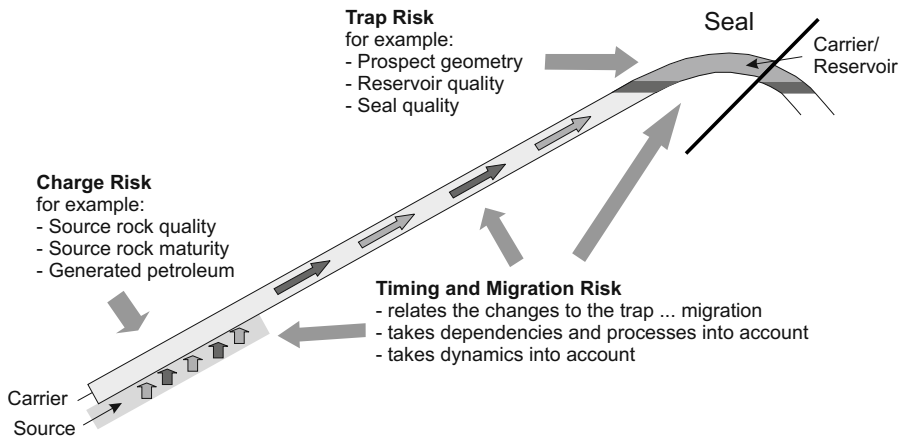 Trap Risk
for example:
- Prospect geometry
- Reservoir quality
- Seal quality
Seal
Carrier/
Reservoir
Charge Risk
for example:
- Source rock quality
- Source rock maturity
- Generated petroleum
Timing and Migration Risk
- relates the changes to the trap ... migration
- takes dependencies and processes into account
- takes dynamics into account
Carrier
Source